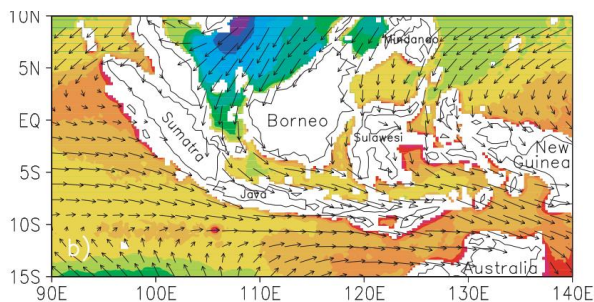 10N
Mindanao
5N
EQ
Borneo
Sumatra
Sulawesi
New
Guinea
5S
Java
10S
b)
Australia
15S
90E 100E 110E 120E 130E 140E